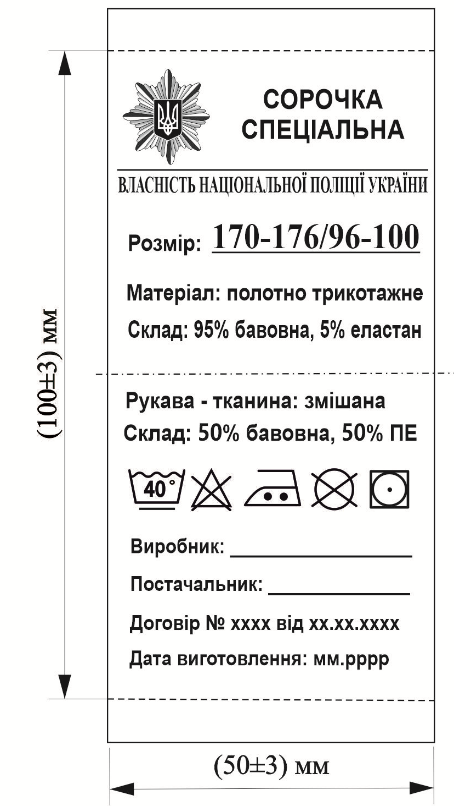 СОРОЧКА
СПЕЦІАЛЬНА
ВЛАСНІСТЬ НАЦІОНАЛЬНОЇ ПОЛІЦІЇ УКРАЇНИ
Розмір: 170-176/96-100
Матеріал: полотно трикотажне
Склад: 95% бавовна, 5% еластан
Рукава - тканина: змішана
Склад: 50% бавовна, 50% ПЕ
40°
Виробник: ________________
Постачальник: ____________
Договір № хххх від хх.хх.хххх
Дата виготовлення: мм.рррр
(100±3) мм
(50±3) мм